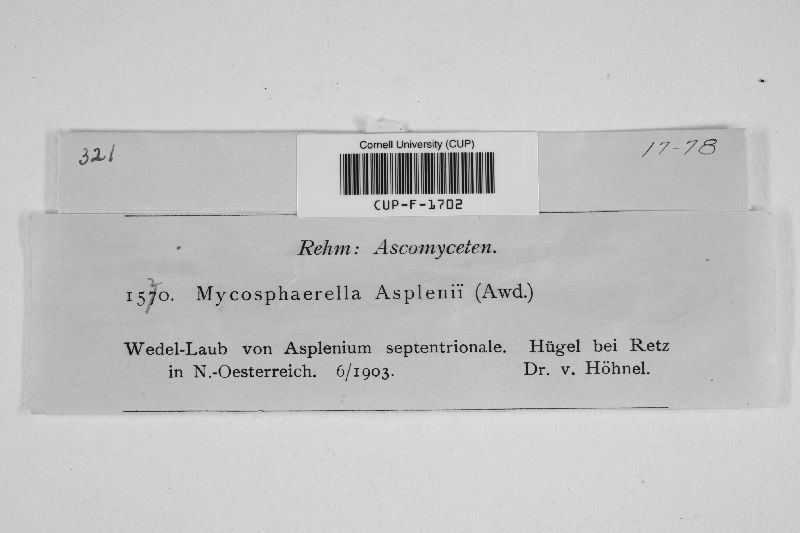 321
17-78
Cornell University (CUP)
CUP-F-1702
Rehm: Ascomyceten.
1570. Mycosphaerella Asplenii (Awd.)
Wedel-Laub von Asplenium septentrionale. Hügel bei Retz
in N.-Oesterreich. 6/1903. Dr. v. Höhnel.